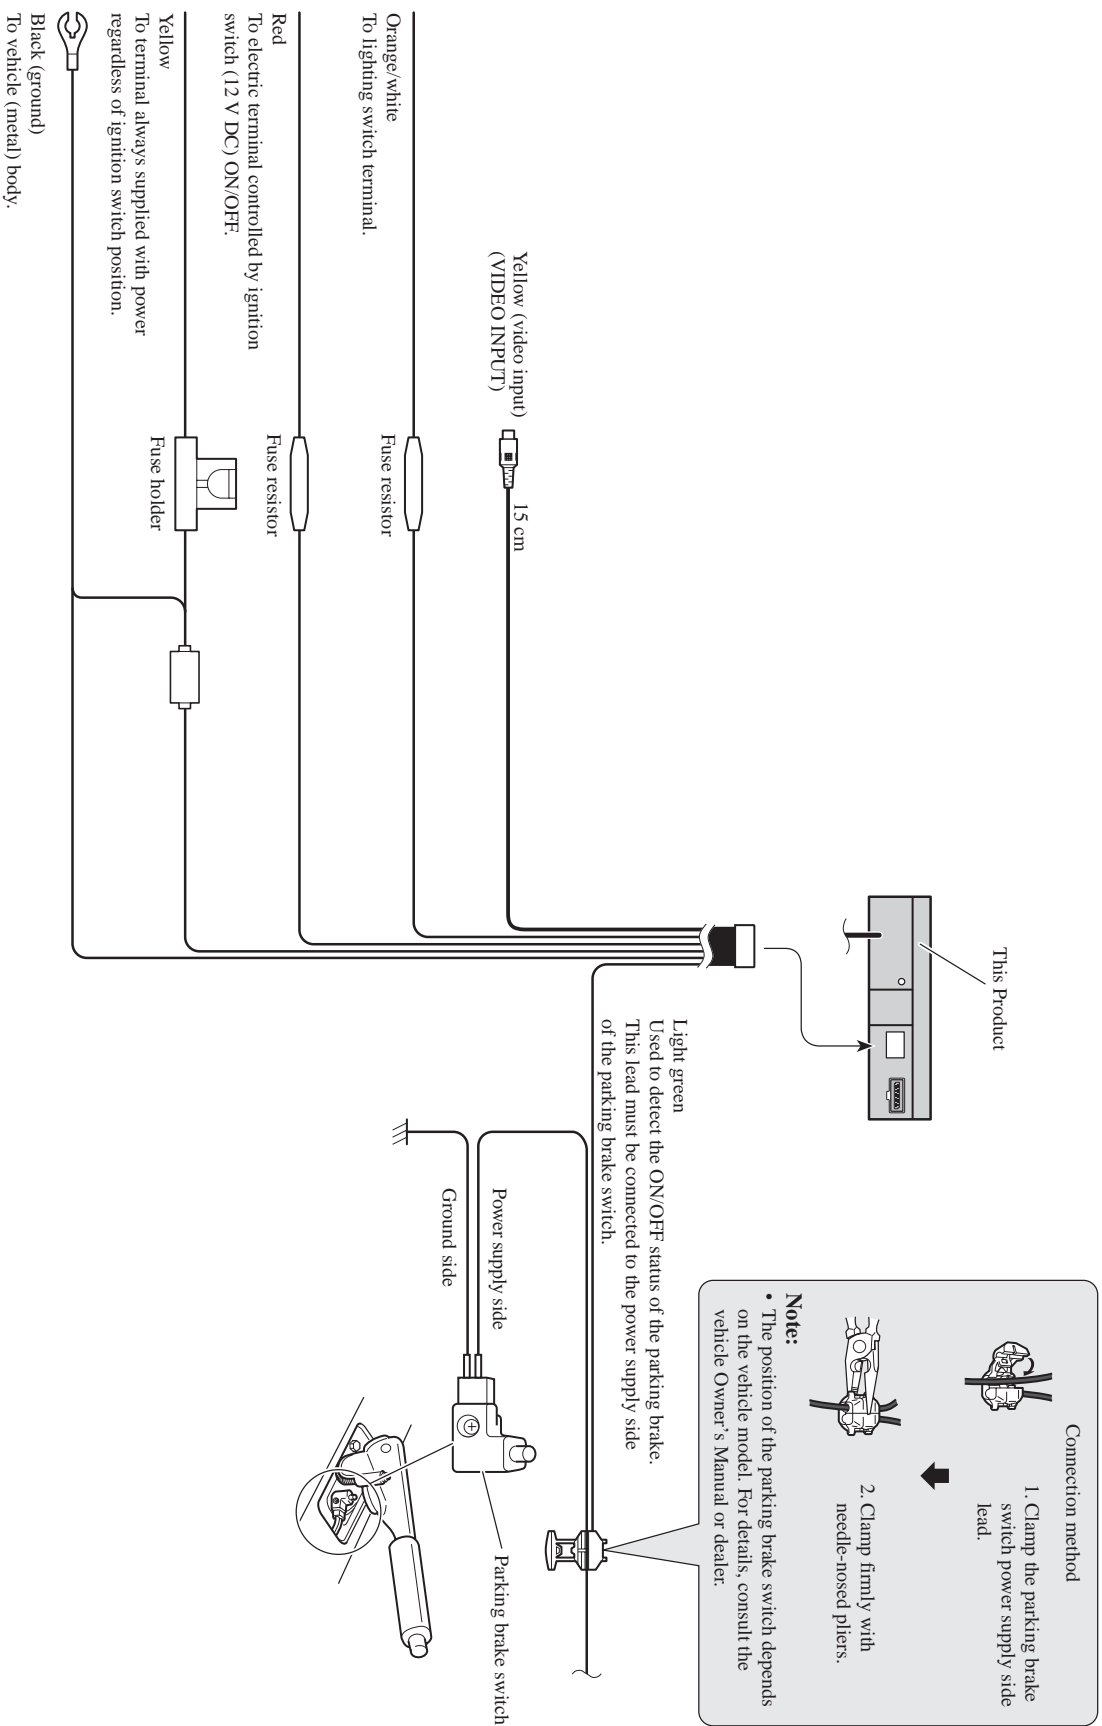 This Product
Connection method
1. Clamp the parking brake
switch power supply side
lead.
2. Clamp firmly with
needle-nosed pliers.
Note:
• The position of the parking brake switch depends
on the vehicle model. For details, consult the
vehicle Owner's Manual or dealer.
Light green
Used to detect the ON/OFF status of the parking brake.
This lead must be connected to the power supply side
of the parking brake switch.
Yellow (video input)
(VIDEO INPUT)
15 cm
Power supply side
Ground side
Parking brake switch
Orange/white
To lighting switch terminal.
Fuse resistor
Red
To electric terminal controlled by ignition
switch (12 V DC) ON/OFF.
Fuse resistor
Yellow
To terminal always supplied with power
regardless of ignition switch position.
Fuse holder
Black (ground)
To vehicle (metal) body.